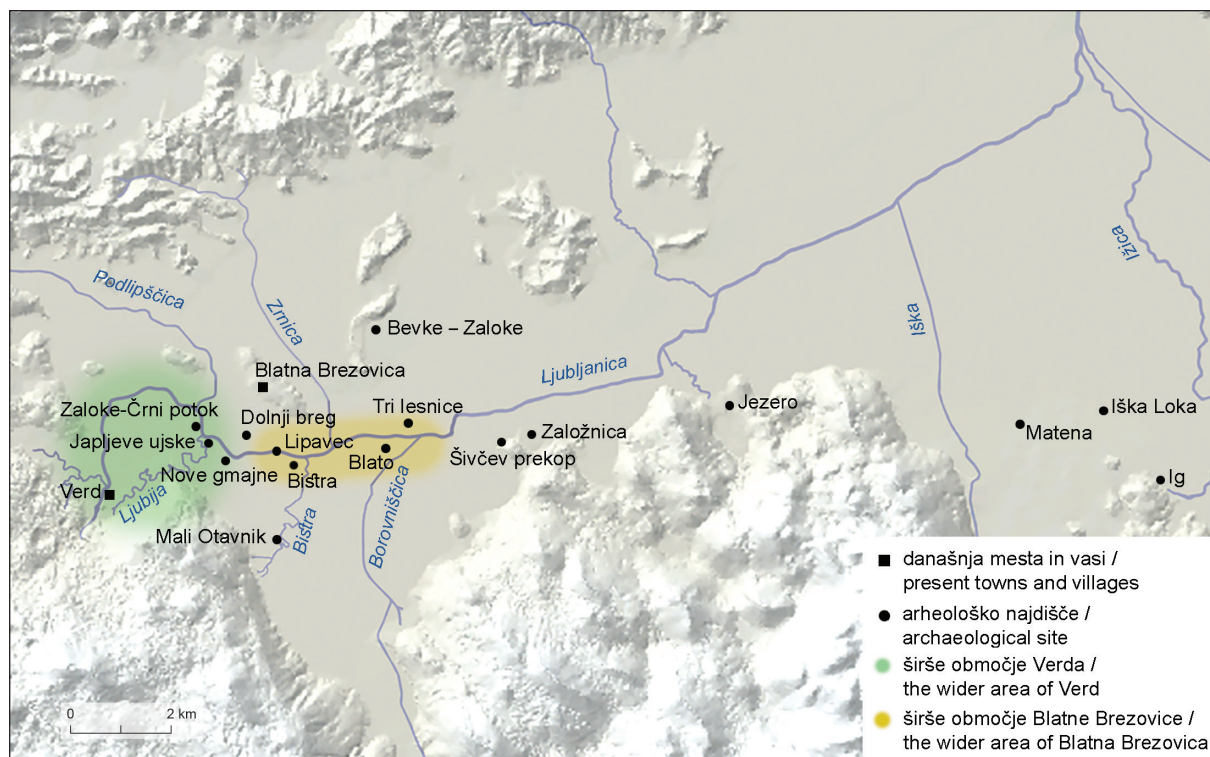 Podlipščica
Zrnica
Iška
Ižica
Bevke – Zaloke
Blatna Brezovica
Ljubljanica
Zaloke-Črni potok
Dolnji breg
Tri lesnice
Jezero
Iška Loka
Japljeve ujske
Lipavec
Založnica
Matena
Nove gmajne
Bistra
Blato
Šivčev prekop
Verd
Ljubija
Ig
Mali Otavnik
Bistra
Borovniščica
današnja mesta in vasi /
present towns and villages
arheološko najdišče /
archaeological site
širše območje Verda /
the wider area of Verd
širše območje Blatne Brezovice /
the wider area of Blatna Brezovica
0 2 km